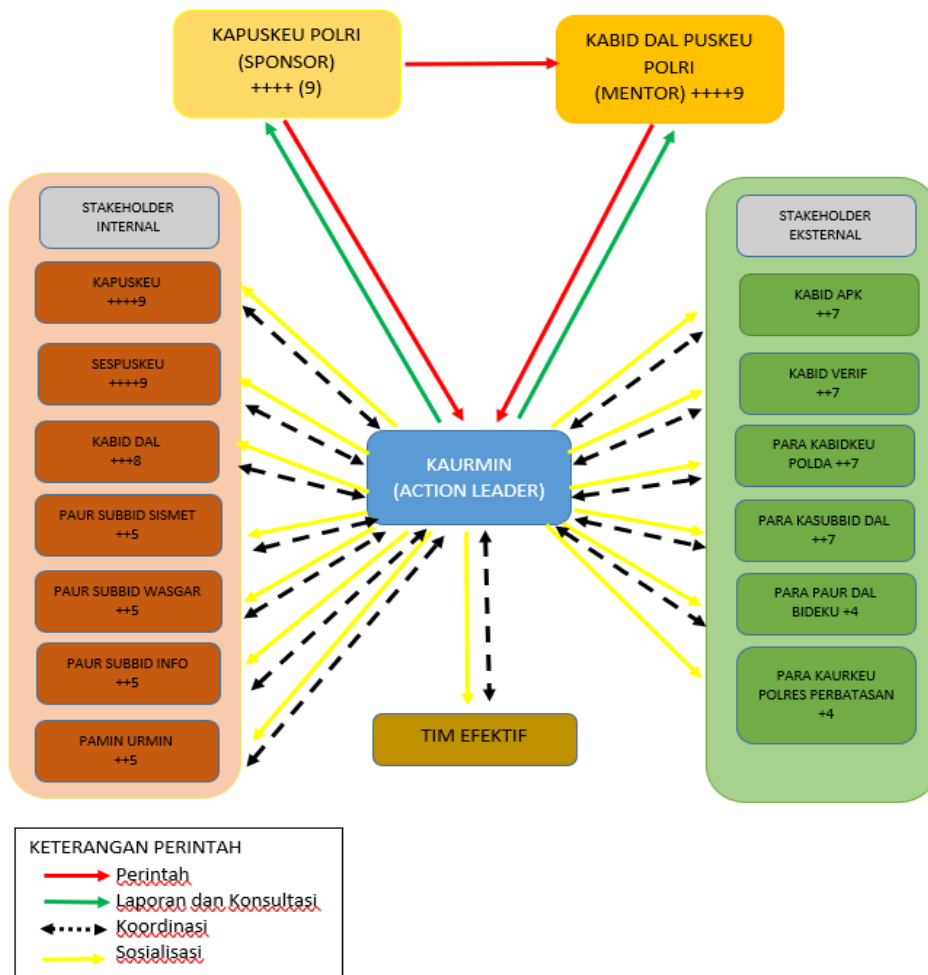 KAPUSKEU POLRI
(SPONSOR)
++++ (9)
KABID DAL PUSKEU
POLRI
(MENTOR) ++++9
STAKEHOLDER
INTERNAL
KAPUSKEU
++++9
SESPUSKEU
++++9
KABID DAL
+++8
PAUR SUBBID SISMET
++5
PAUR SUBBID WASGAR
++5
PAUR SUBBID INFO
++5
PAMIN URMIN
++5
KAURMIN
(ACTION LEADER)
TIM EFEKTIF
STAKEHOLDER
EKSTERNAL
KABID APK
++7
KABID VERIF
++7
PARA KABIDKEU
POLDA ++7
PARA KASUBBID DAL
++7
PARA PAUR DAL
BIDEKU +4
PARA KAURKEU
POLRES PERBATASAN
+4
KETERANGAN PERINTAH
Perintah
Laporan dan Konsultasi
Koordinasi
Sosialisasi